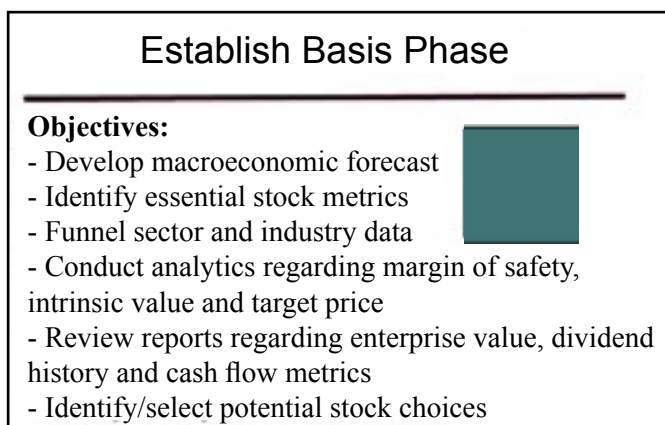 Establish Basis Phase
Objectives:
- Develop macroeconomic forecast
- Identify essential stock metrics
- Funnel sector and industry data
- Conduct analytics regarding margin of safety,
intrinsic value and target price
- Review reports regarding enterprise value, dividend
history and cash flow metrics
- Identify/select potential stock choices